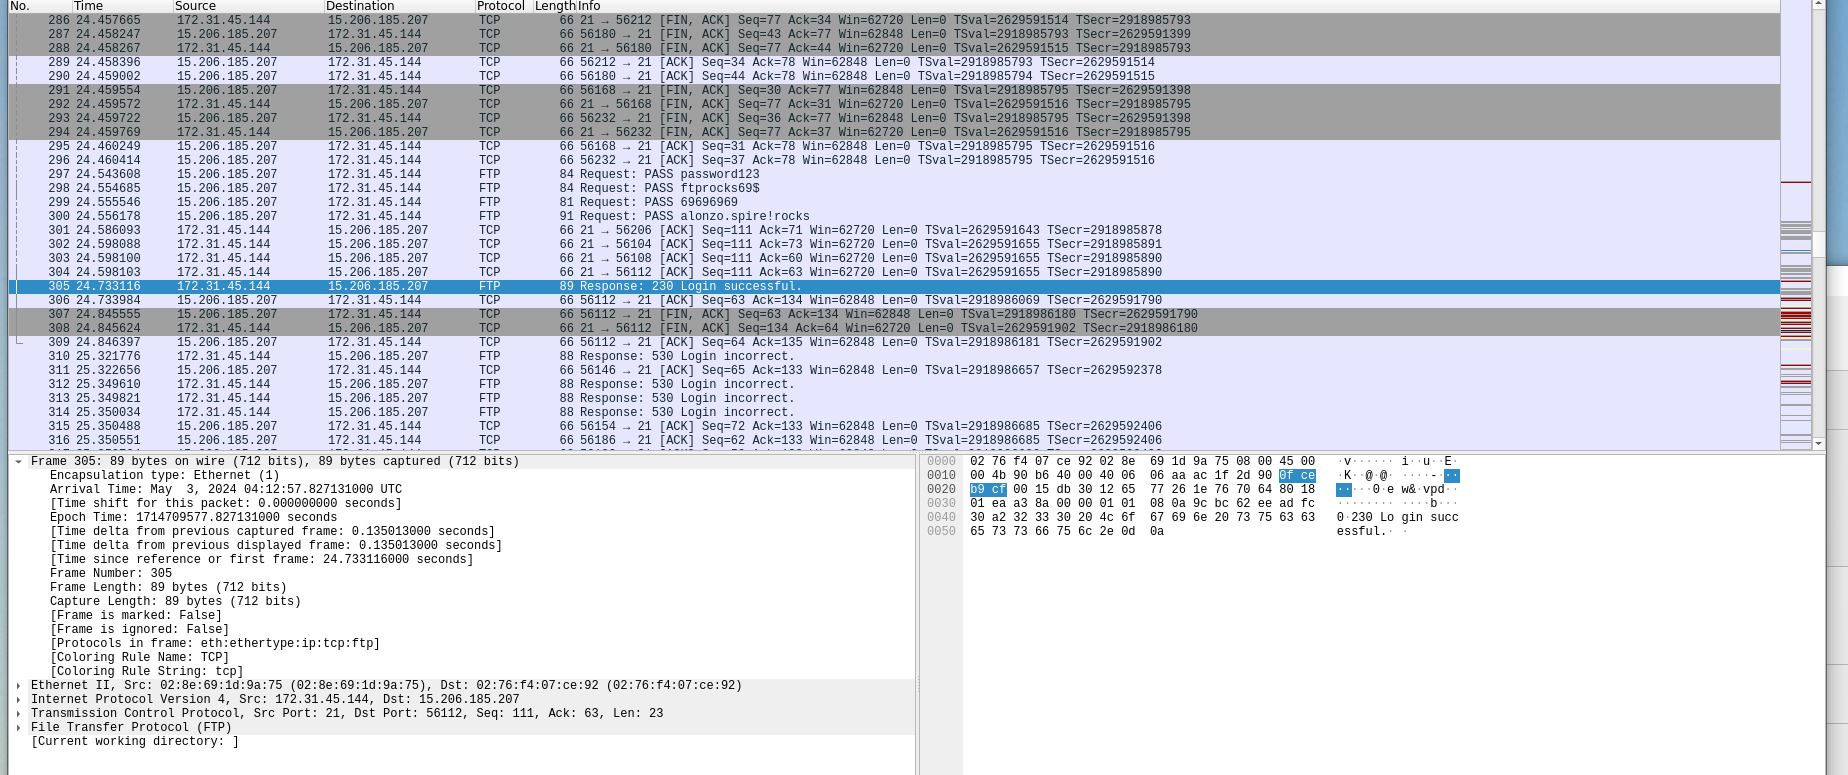 No. Time Source Destination Protocol Length Info
286 24.457665 172.31.45.144 15.206.185.207 TCP 66 21 → 56212 [FIN, ACK] Seq=77 Ack=34 Win=62720 Len=0 TSval=2629591514 TSecr=2918985793
287 24.458247 15.206.185.207 172.31.45.144 TCP 66 56180 → 21 [FIN, ACK] Seq=43 Ack=77 Win=62848 Len=0 TSval=2918985793 TSecr=2629591399
288 24.458267 172.31.45.144 15.206.185.207 TCP 66 21 → 56180 [FIN, ACK] Seq=77 Ack=44 Win=62720 Len=0 TSval=2629591515 TSecr=2918985793
289 24.458396 15.206.185.207 172.31.45.144 TCP 66 56212 → 21 [ACK] Seq=34 Ack=78 Win=62848 Len=0 TSval=2918985793 TSecr=2629591514
290 24.459002 15.206.185.207 172.31.45.144 TCP 66 56180 → 21 [ACK] Seq=44 Ack=78 Win=62848 Len=0 TSval=2918985794 TSecr=2629591515
291 24.459554 15.206.185.207 172.31.45.144 TCP 66 56168 → 21 [FIN, ACK] Seq=30 Ack=77 Win=62848 Len=0 TSval=2918985795 TSecr=2629591398
292 24.459572 172.31.45.144 15.206.185.207 TCP 66 21 → 56168 [FIN, ACK] Seq=77 Ack=31 Win=62720 Len=0 TSval=2629591516 TSecr=2918985795
293 24.459722 15.206.185.207 172.31.45.144 TCP 66 56232 → 21 [FIN, ACK] Seq=36 Ack=77 Win=62848 Len=0 TSval=2918985795 TSecr=2629591398
294 24.459769 172.31.45.144 15.206.185.207 TCP 66 21 → 56232 [FIN, ACK] Seq=77 Ack=37 Win=62720 Len=0 TSval=2629591516 TSecr=2918985795
295 24.460249 15.206.185.207 172.31.45.144 TCP 66 56168 → 21 [ACK] Seq=31 Ack=78 Win=62848 Len=0 TSval=2918985795 TSecr=2629591516
296 24.460414 15.206.185.207 172.31.45.144 TCP 66 56232 → 21 [ACK] Seq=37 Ack=78 Win=62848 Len=0 TSval=2918985795 TSecr=2629591516
297 24.543608 15.206.185.207 172.31.45.144 FTP 84 Request: PASS password123
298 24.554685 15.206.185.207 172.31.45.144 FTP 84 Request: PASS ftprocks69$
299 24.555546 15.206.185.207 172.31.45.144 FTP 81 Request: PASS 69696969
300 24.556178 15.206.185.207 172.31.45.144 FTP 91 Request: PASS alonzo.spire!rocks
301 24.586093 172.31.45.144 15.206.185.207 TCP 66 21 → 56206 [ACK] Seq=111 Ack=71 Win=62720 Len=0 TSval=2629591643 TSecr=2918985878
302 24.598088 172.31.45.144 15.206.185.207 TCP 66 21 → 56104 [ACK] Seq=111 Ack=73 Win=62720 Len=0 TSval=2629591655 TSecr=2918985891
303 24.598100 172.31.45.144 15.206.185.207 TCP 66 21 → 56108 [ACK] Seq=111 Ack=60 Win=62720 Len=0 TSval=2629591655 TSecr=2918985890
304 24.598103 172.31.45.144 15.206.185.207 TCP 66 21 → 56112 [ACK] Seq=111 Ack=63 Win=62720 Len=0 TSval=2629591655 TSecr=2918985890
305 24.733116 172.31.45.144 15.206.185.207 FTP 89 Response: 230 Login successful.
306 24.733984 15.206.185.207 172.31.45.144 TCP 66 56112 → 21 [ACK] Seq=63 Ack=134 Win=62848 Len=0 TSval=2918986069 TSecr=2629591790
307 24.845555 15.206.185.207 172.31.45.144 TCP 66 56112 → 21 [FIN, ACK] Seq=63 Ack=134 Win=62848 Len=0 TSval=2918986180 TSecr=2629591790
308 24.845624 172.31.45.144 15.206.185.207 TCP 66 21 → 56112 [FIN, ACK] Seq=134 Ack=64 Win=62720 Len=0 TSval=2629591902 TSecr=2918986180
309 24.846397 15.206.185.207 172.31.45.144 TCP 66 56112 → 21 [ACK] Seq=64 Ack=135 Win=62848 Len=0 TSval=2918986181 TSecr=2629591902
310 25.321776 172.31.45.144 15.206.185.207 FTP 88 Response: 530 Login incorrect.
311 25.322656 15.206.185.207 172.31.45.144 TCP 66 56146 → 21 [ACK] Seq=65 Ack=133 Win=62848 Len=0 TSval=2918986657 TSecr=2629592378
312 25.349610 172.31.45.144 15.206.185.207 FTP 88 Response: 530 Login incorrect.
313 25.349821 172.31.45.144 15.206.185.207 FTP 88 Response: 530 Login incorrect.
314 25.350034 172.31.45.144 15.206.185.207 FTP 88 Response: 530 Login incorrect.
315 25.350488 15.206.185.207 172.31.45.144 TCP 66 56154 → 21 [ACK] Seq=72 Ack=133 Win=62848 Len=0 TSval=2918986685 TSecr=2629592406
316 25.350551 15.206.185.207 172.31.45.144 TCP 66 56186 → 21 [ACK] Seq=62 Ack=133 Win=62848 Len=0 TSval=2918986685 TSecr=2629592406
Frame 305: 89 bytes on wire (712 bits), 89 bytes captured (712 bits)
Encapsulation type: Ethernet (1)
Arrival Time: May  3, 2024 04:12:57.827131000 UTC
[Time shift for this packet: 0.000000000 seconds]
Epoch Time: 1714709577.827131000 seconds
[Time delta from previous captured frame: 0.135013000 seconds]
[Time delta from previous displayed frame: 0.135013000 seconds]
[Time since reference or first frame: 24.733116000 seconds]
Frame Number: 305
Frame Length: 89 bytes (712 bits)
Capture Length: 89 bytes (712 bits)
[Frame is marked: False]
[Frame is ignored: False]
[Protocols in frame: eth:ethertype:ip:tcp:ftp]
[Coloring Rule Name: TCP]
[Coloring Rule String: tcp]
Ethernet II, Src: 02:8e:69:1d:9a:75 (02:8e:69:1d:9a:75), Dst: 02:76:f4:07:ce:92 (02:76:f4:07:ce:92)
Internet Protocol Version 4, Src: 172.31.45.144, Dst: 15.206.185.207
Transmission Control Protocol, Src Port: 21, Dst Port: 56112, Seq: 111, Ack: 63, Len: 23
File Transfer Protocol (FTP)
[Current working directory: ]
0000 02 76 f4 07 ce 92 02 8e 69 1d 9a 75 08 00 45 00 ·v······ i··u··E·
0010 00 4b 90 b6 40 00 40 06 06 aa ac 1f 2d 90 0f ce ·K··@·@· ····-···
0020 b9 cf 00 15 db 30 12 65 77 26 1e 76 70 64 80 18 ·····0·e w&·vpd··
0030 01 ea a3 8a 00 00 01 01 08 0a 9c bc 62 ee ad fc ········ ····b···
0040 30 a2 32 33 30 20 4c 6f 67 69 6e 20 73 75 63 63 0·230 Lo gin succ
0050 65 73 73 66 75 6c 2e 0d 0a essful.· ·